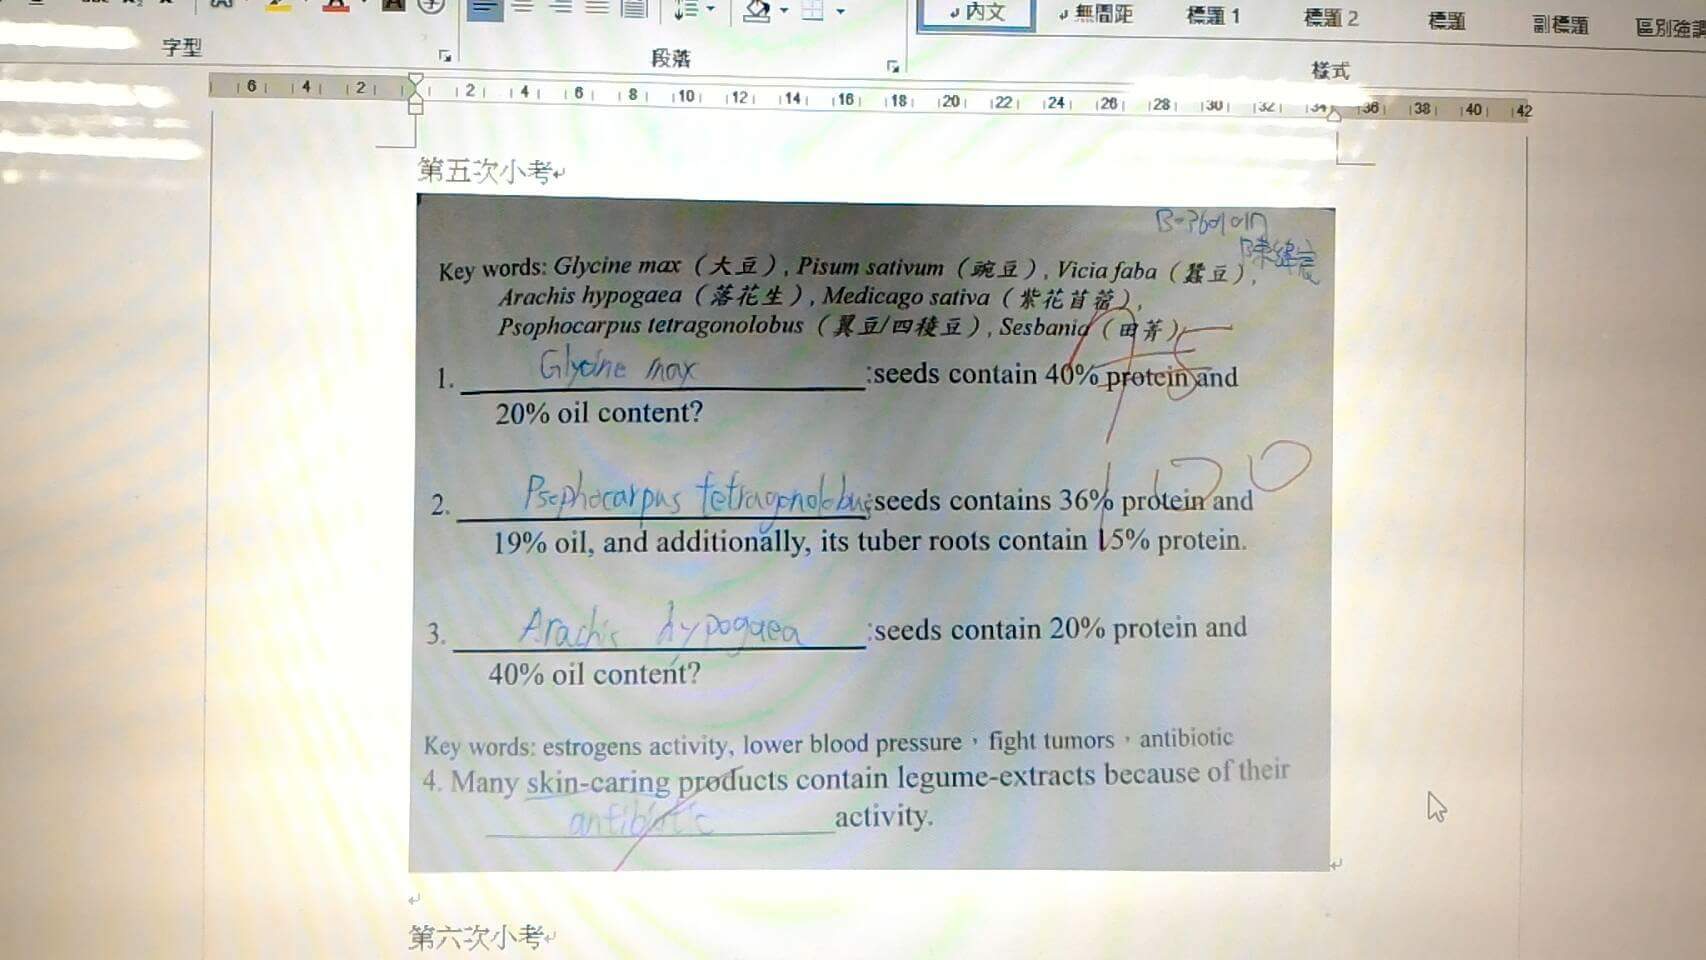 字型
段落
樣式
內文
無間距
標題 1
標題 2
標題
副標題
區別強調
6 4 2 2 4 6 8 10 12 14 16 18 20 22 24 26 28 30 32 34 36 38 40 42
第五次小考
Key words: Glycine max（大豆）, Pisum sativum（豌豆）, Vicia faba（蠶豆）,
Arachis hypogaea（落花生）, Medicago sativa（紫花苜蓿）,
Psophocarpus tetragonolobus（翼豆/四稜豆）, Sesbania（田菁）
1. Glycine max :seeds contain 40% protein and
20% oil content?
2. Psophocarpus tetragonolobus :seeds contains 36% protein and
19% oil, and additionally, its tuber roots contain 15% protein.
3. Arachis hypogaea :seeds contain 20% protein and
40% oil content?
Key words: estrogens activity, lower blood pressure，fight tumors，antibiotic
4. Many skin-caring products contain legume-extracts because of their
antibiotic activity.
第六次小考